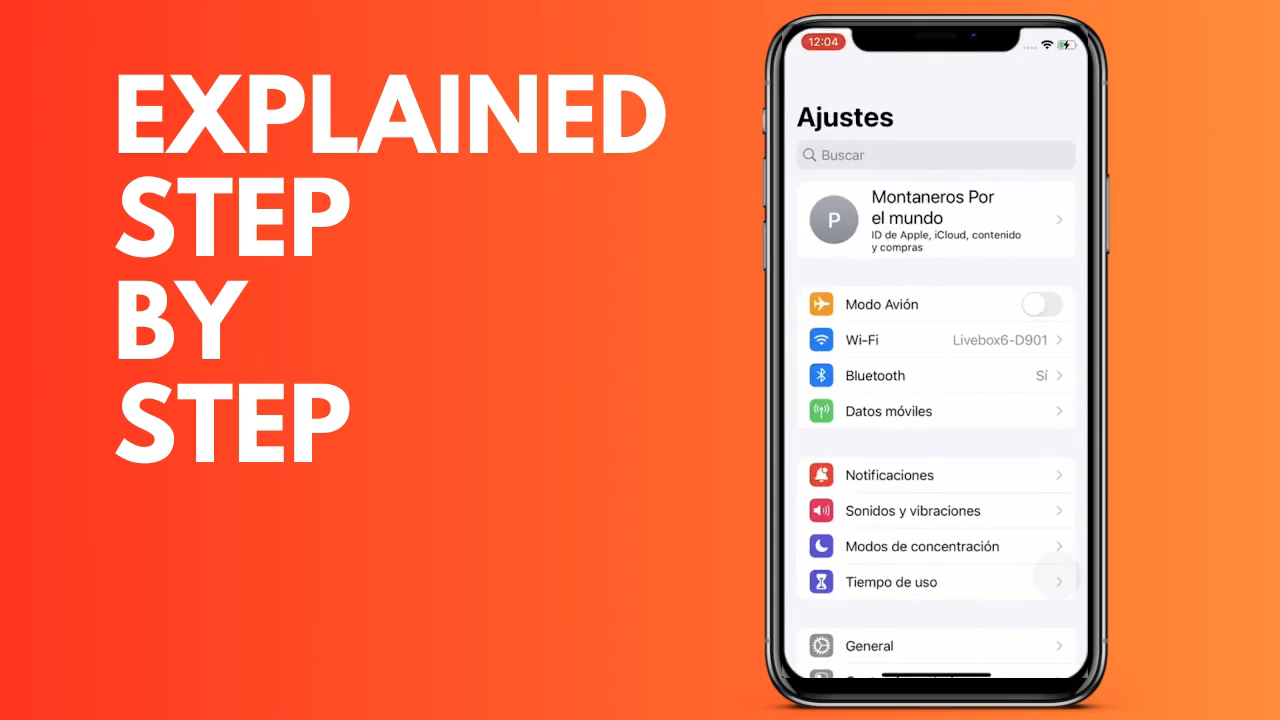 EXPLAINED
STEP
BY
STEP
12:04
Ajustes
Buscar
P
Montaneros Por
el mundo
ID de Apple, iCloud, contenido
y compras
Modo Avión
Wi-Fi Livebox6-D901
Bluetooth Sí
Datos móviles
Notificaciones
Sonidos y vibraciones
Modos de concentración
Tiempo de uso
General